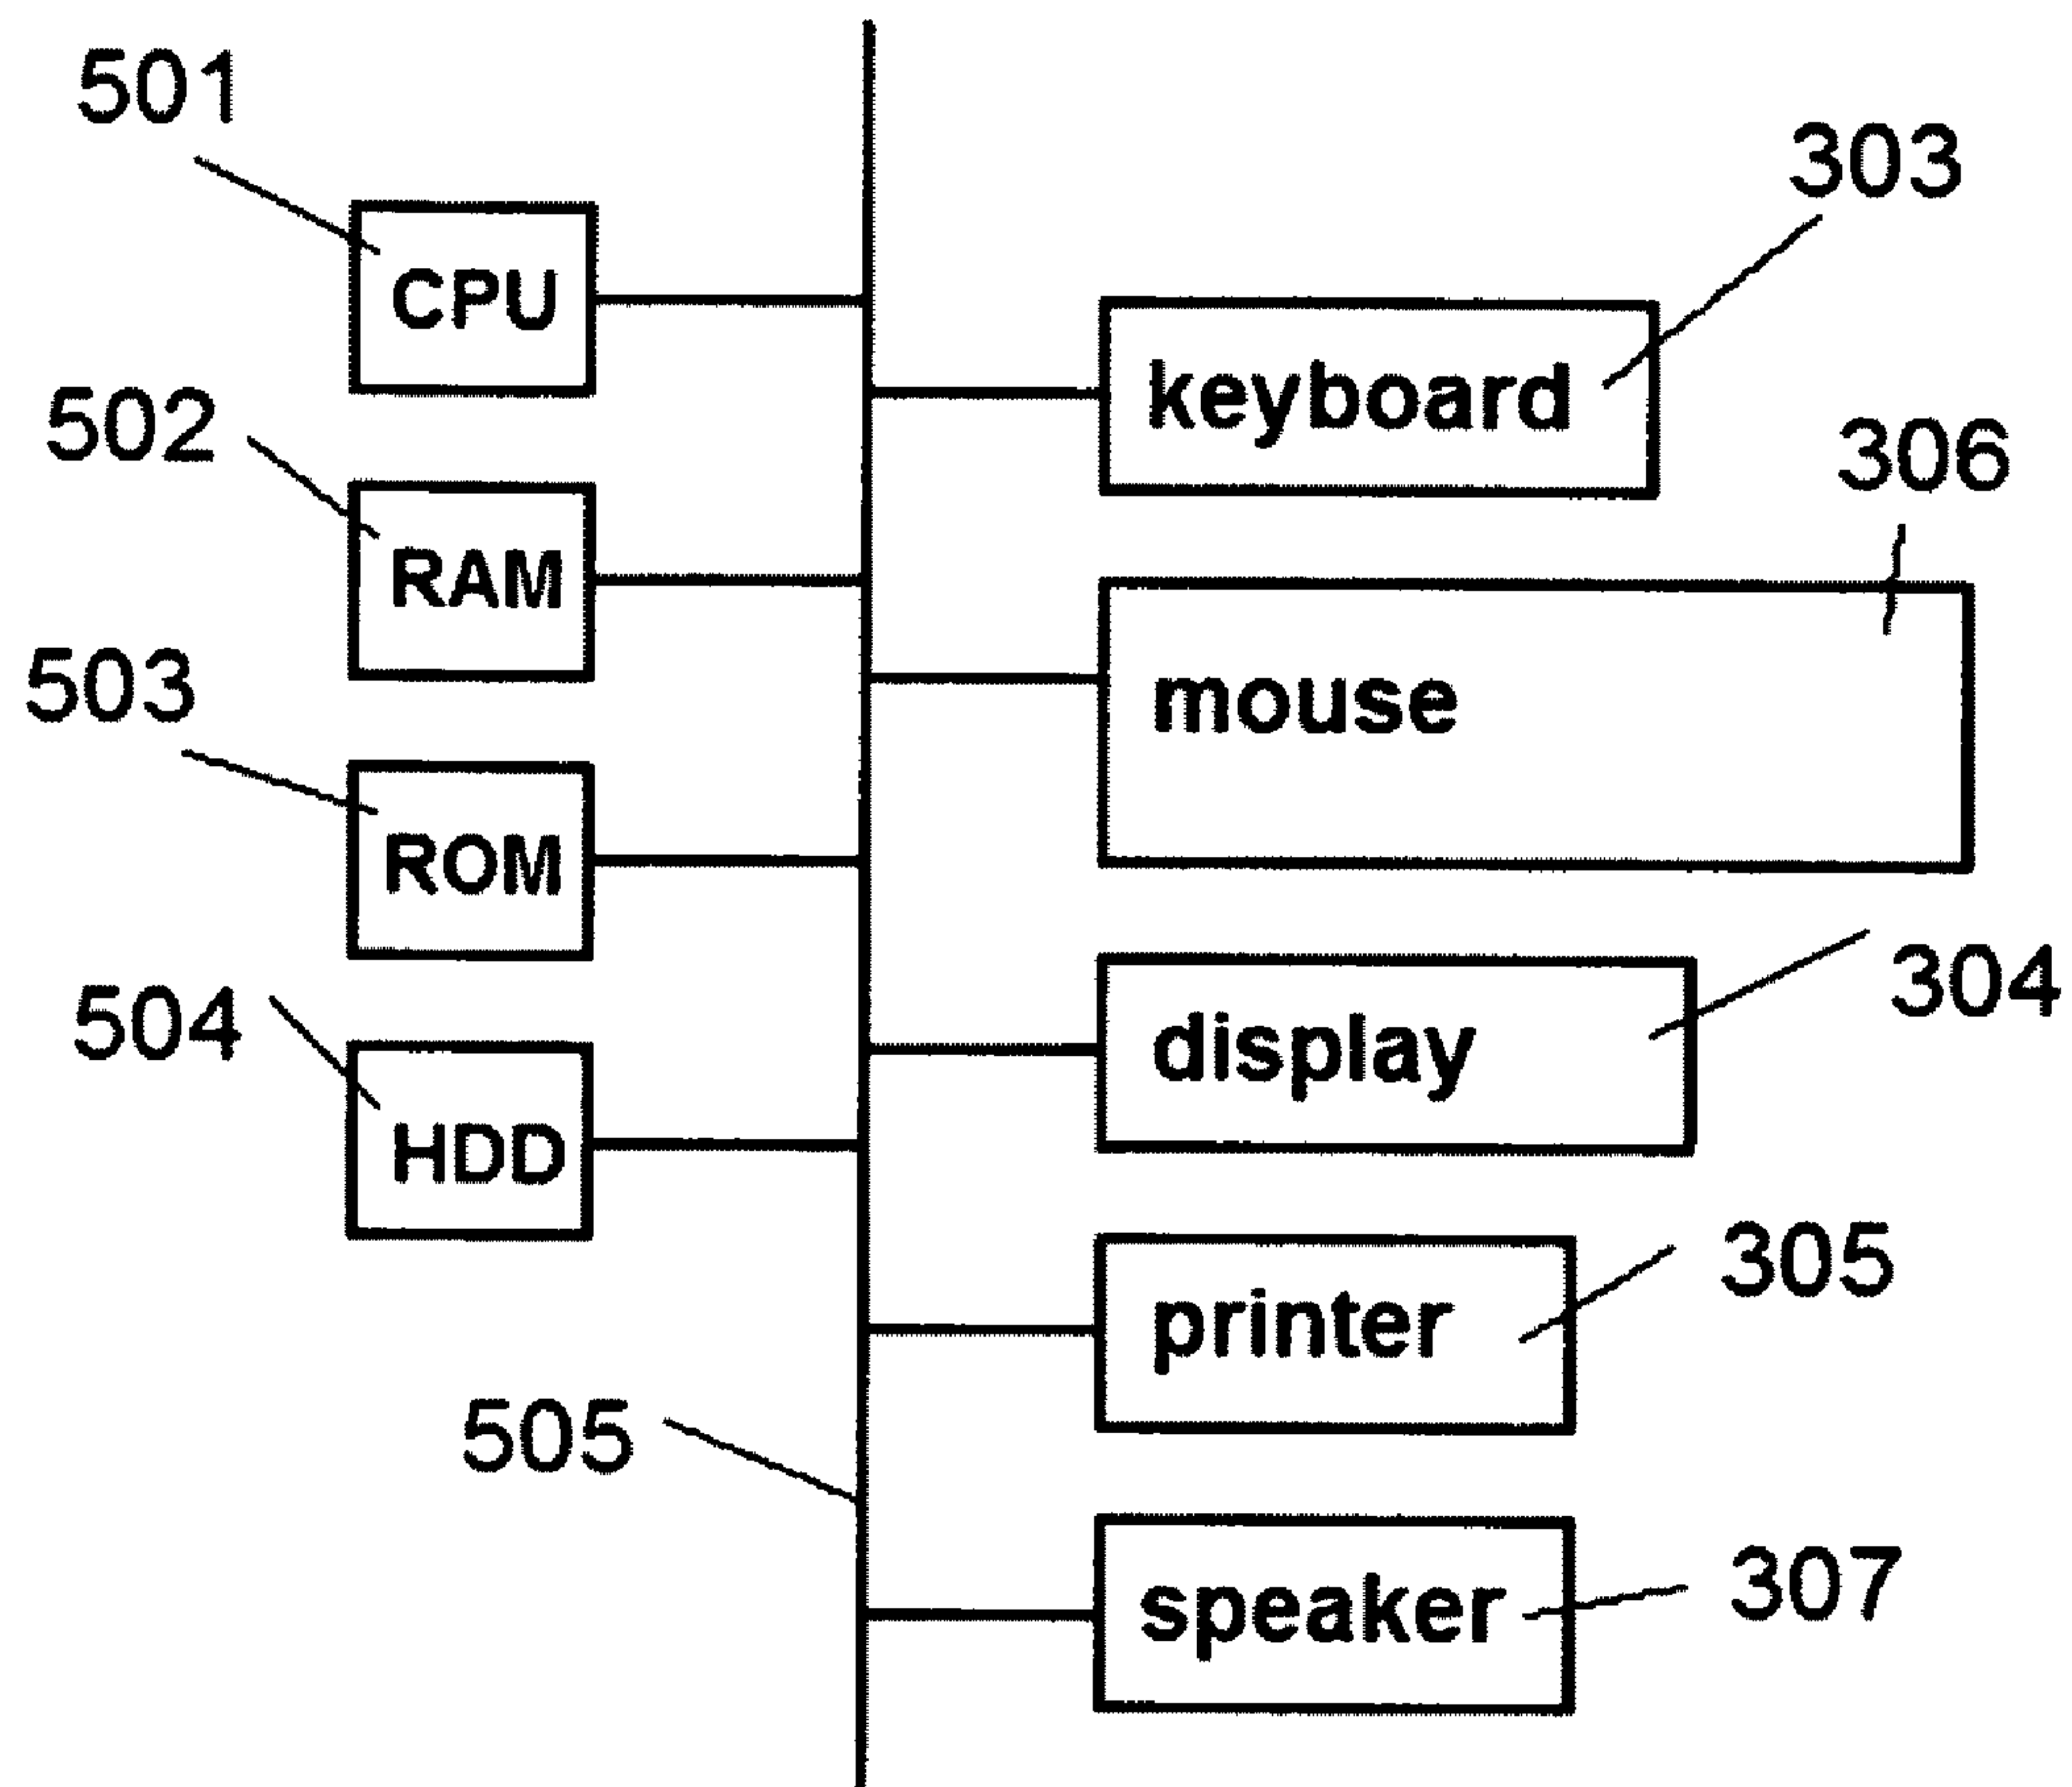 501
CPU
502
RAM
503
ROM
504
HDD
505
303
keyboard
306
mouse
304
display
305
printer
307
speaker